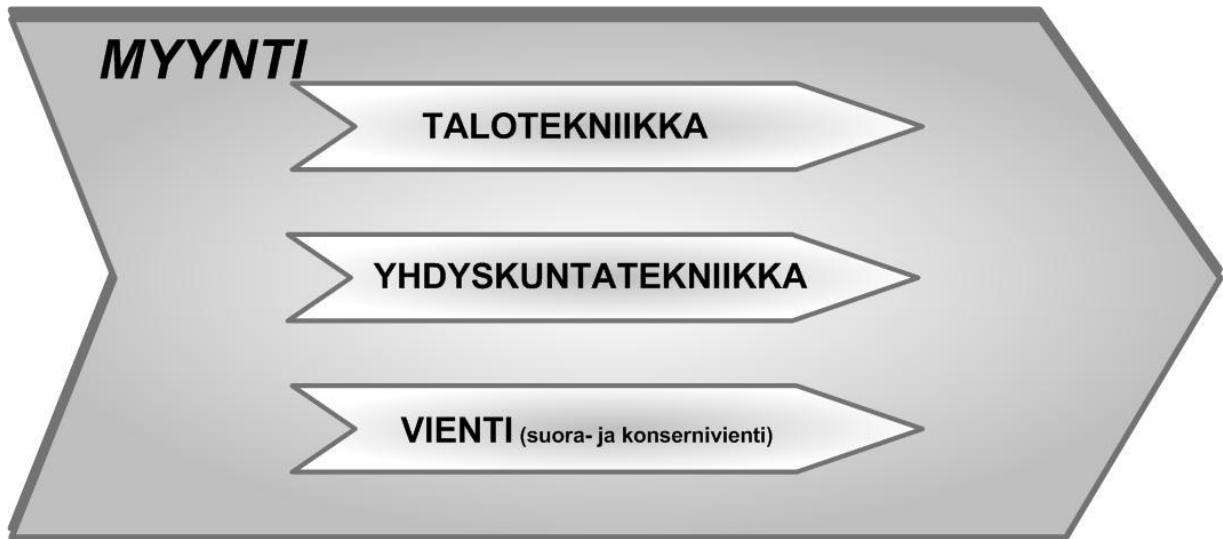 MYYNTI
TALOTEKNIIKKA
YHDYSKUNTATEKNIIKKA
VIENTI (suora- ja konsernivienti)